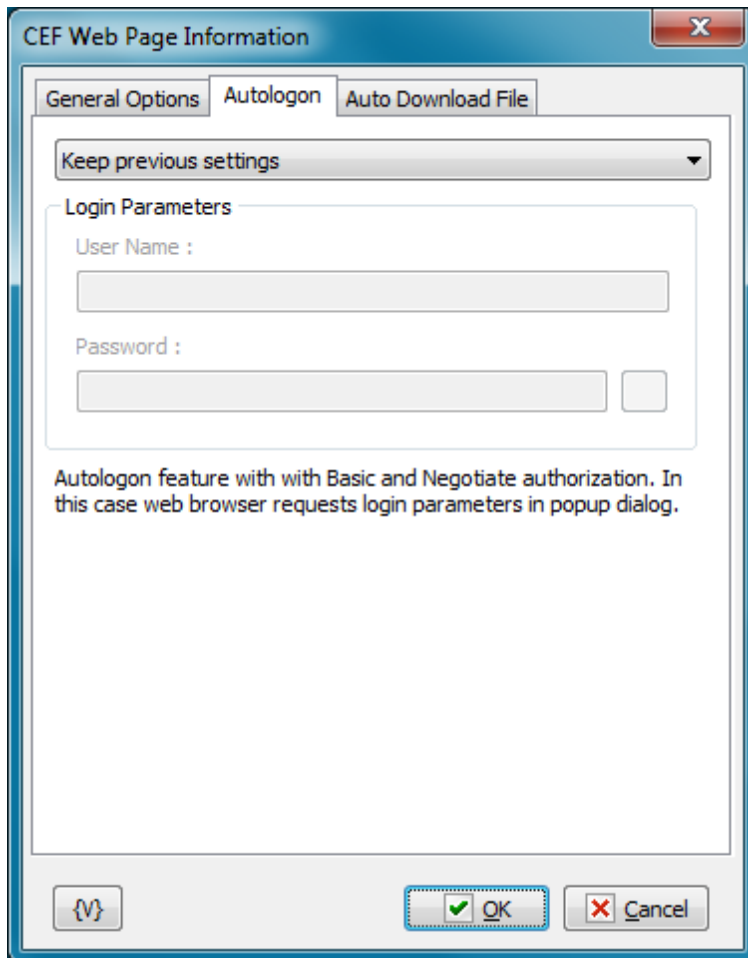 CEF Web Page Information
General Options Autologon Auto Download File
Keep previous settings
Login Parameters
User Name :
Password :
Autologon feature with with Basic and Negotiate authorization. In
this case web browser requests login parameters in popup dialog.
{V} OK Cancel